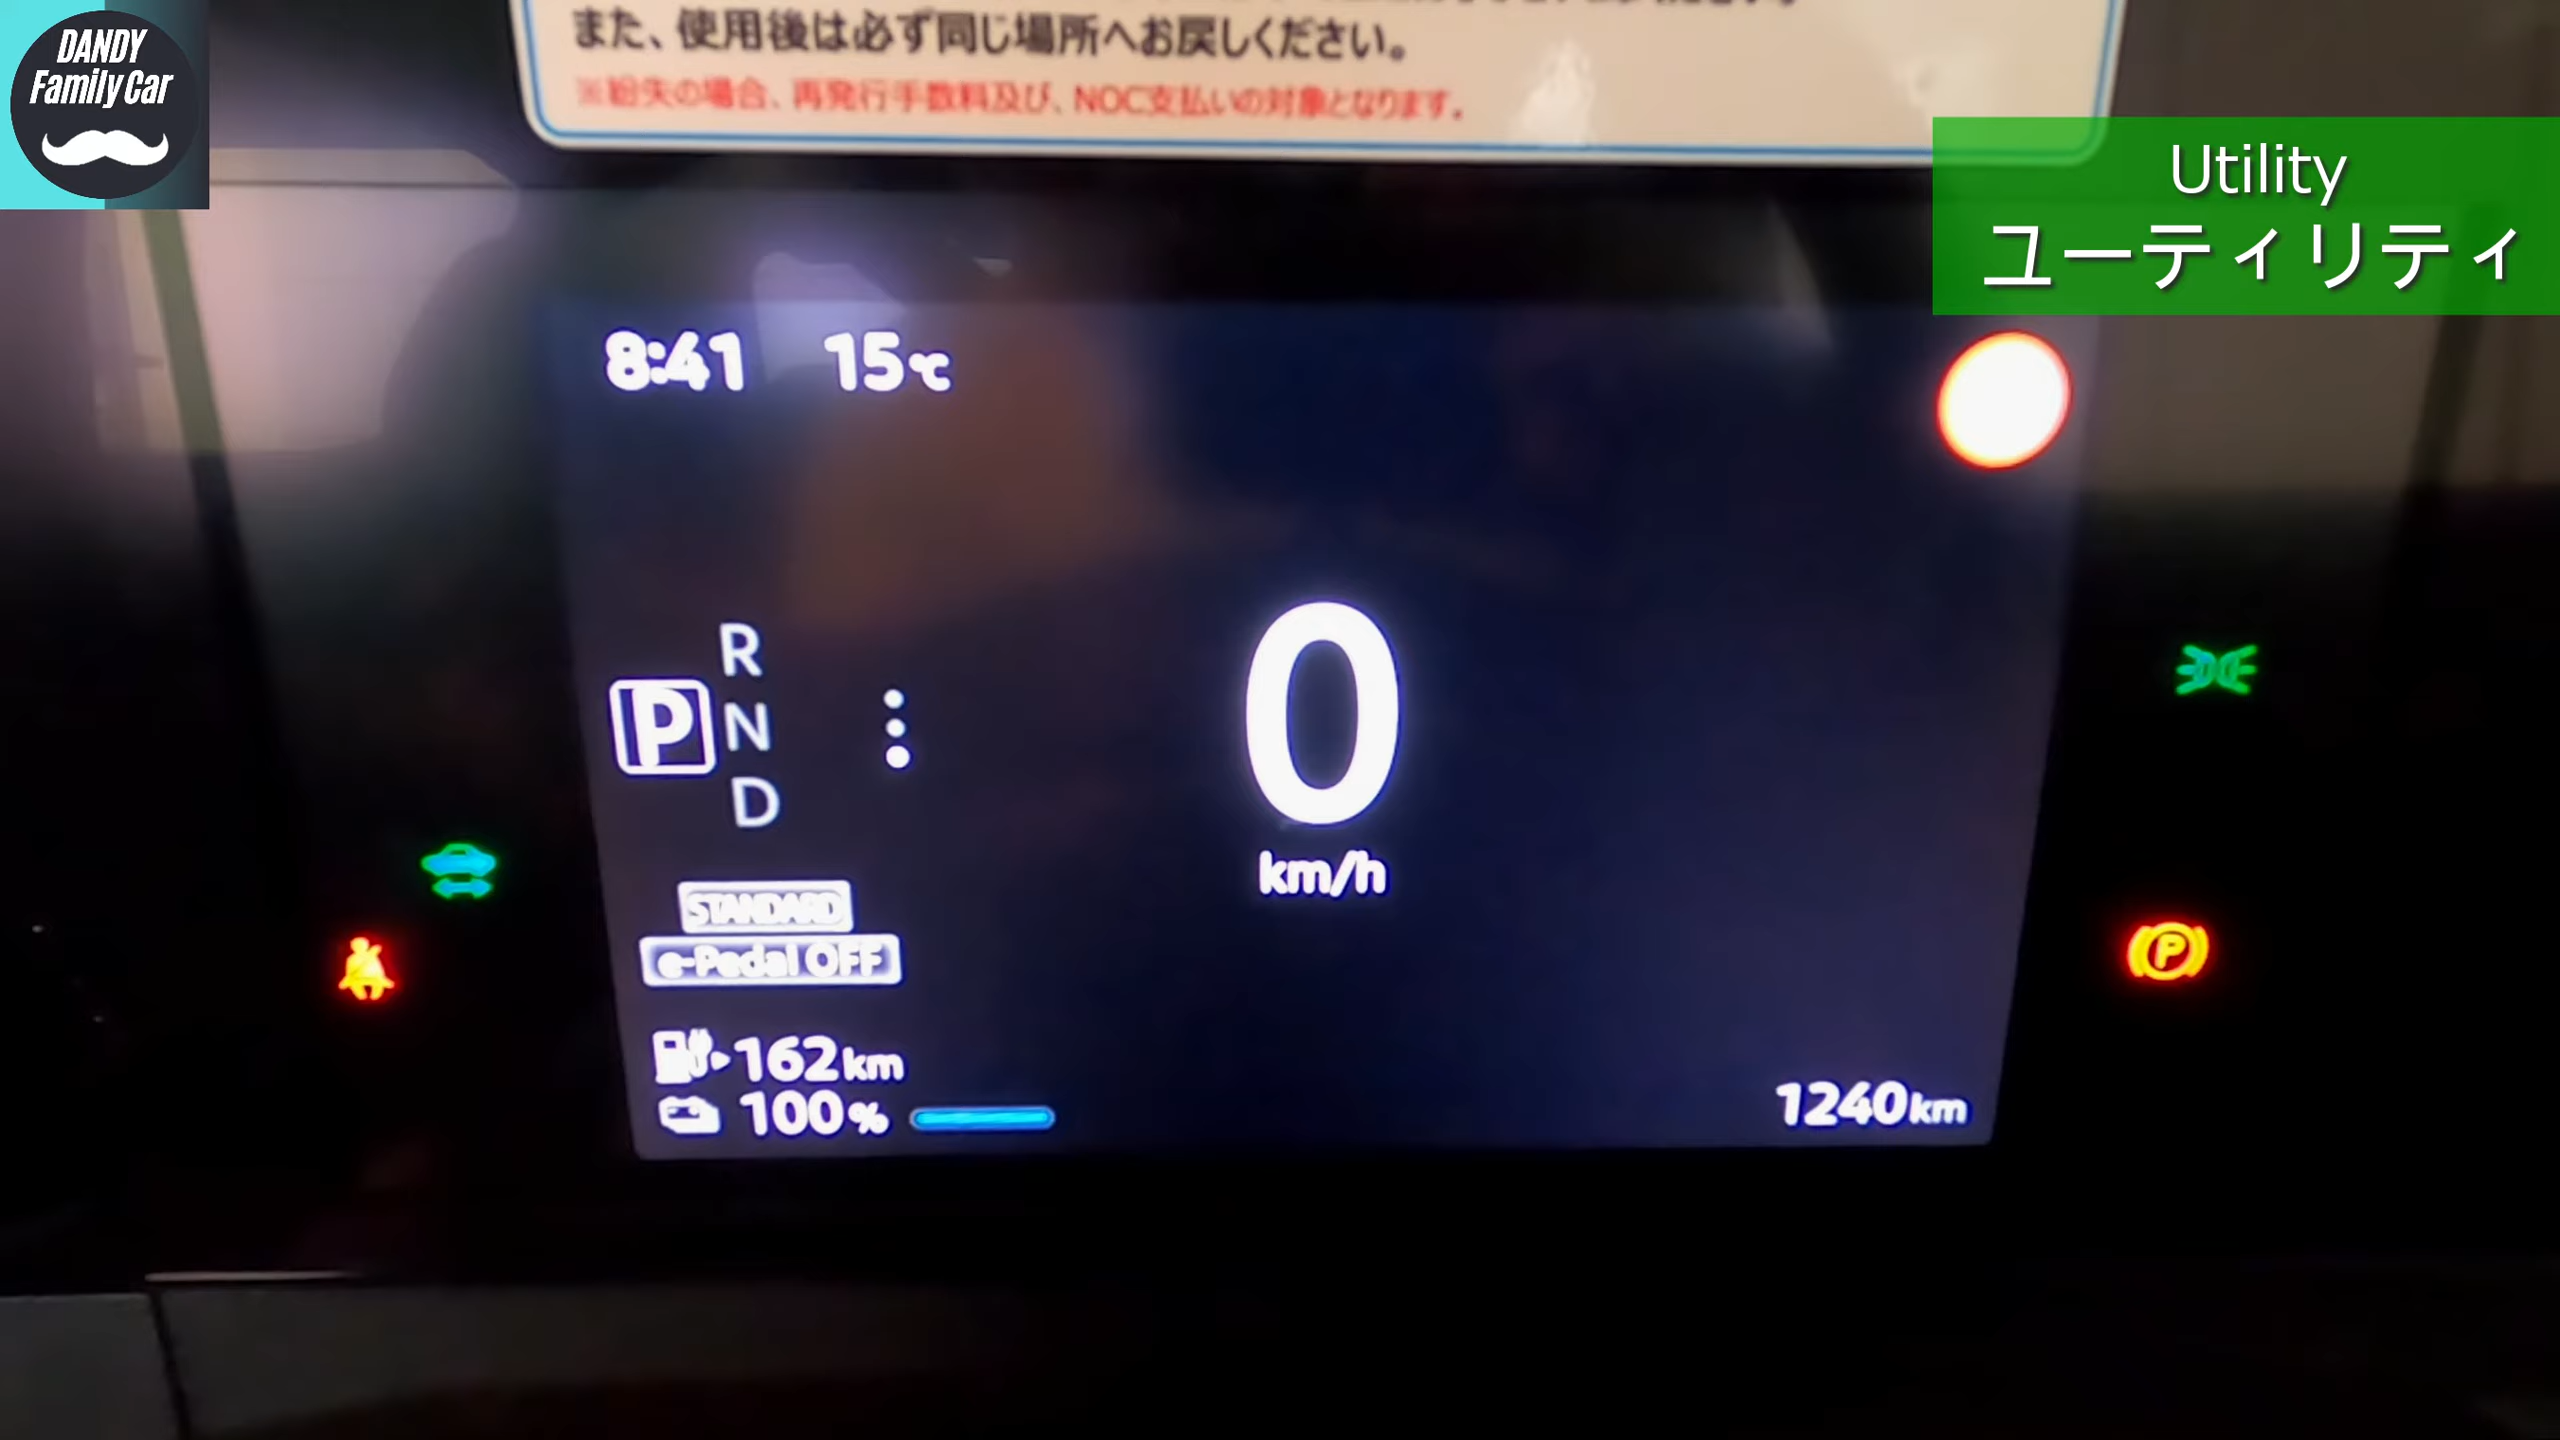 DANDY
Family Car
また、使用後は必ず同じ場所へお戻しください。
※紛失の場合、再発行手数料及び、NOC支払いの対象となります。
Utility
ユーティリティ
8:41 15℃
R
P N
D
0
km/h
STANDARD
e-Pedal OFF
162km
100%
1240km
P